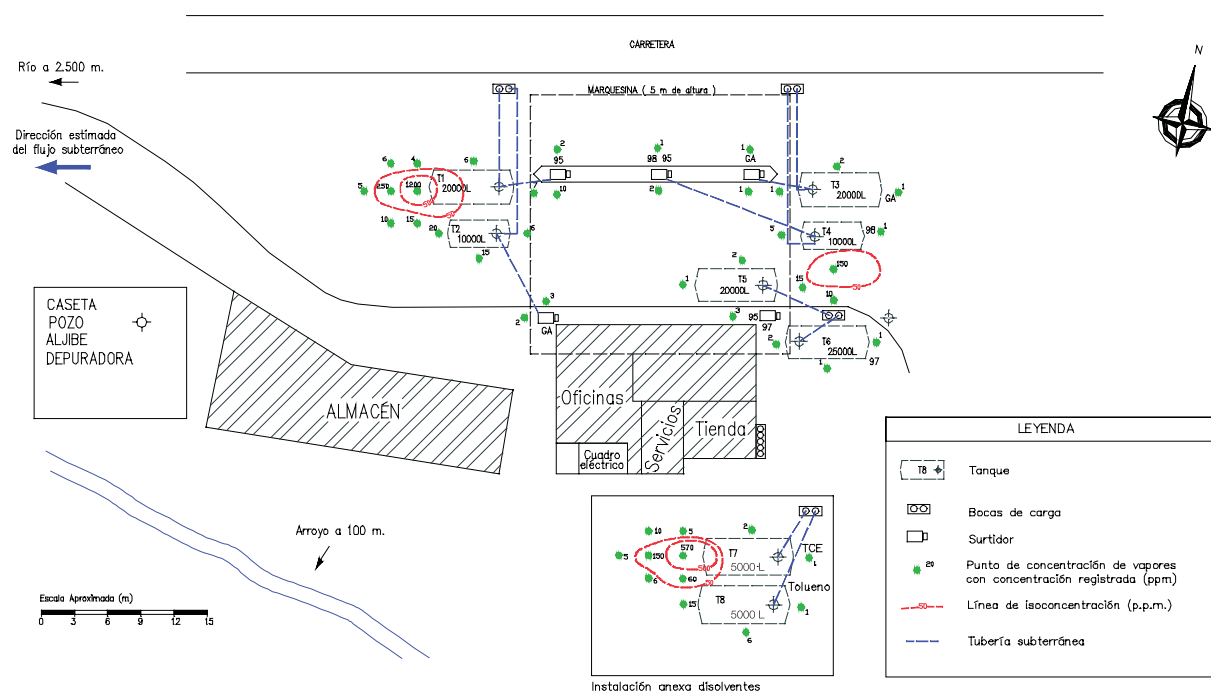 CARRETERA
N
Río a 2.500 m.
MARQUESINA ( 5 m de altura )
Dirección estimada
del flujo subterráneo
6 4 6 2 1 1 2
95 98 95 GA
5 250 1200 500 50
T1
20000L
10 2 1 1
T3
20000L
GA 1
10 15 20
T2
10000L
6 5
T4
10000L
98 1
15
150
50
15
10
2
1
T5
20000L
CASETA
POZO
ALJIBE
DEPURADORA
3
2
GA
3
95
97
2
T6
25000L
1
97
1
ALMACÉN
Oficinas
Servicios
Tienda
Cuadro
eléctrico
LEYENDA
T8 Tanque
Bocas de carga
Surtidor
20 Punto de concentración de vapores
con concentración registrada (ppm)
50 Línea de isoconcentración (p.p.m.)
Tubería subterránea
Arroyo a 100 m.
Escala Aproximada (m)
0 3 6 9 12 15
10 5 2
5 150 570 500 50
T7
5000 L
TCE
1
6 60
Tolueno
15
T8
5000 L
1
6
Instalación anexa disolventes